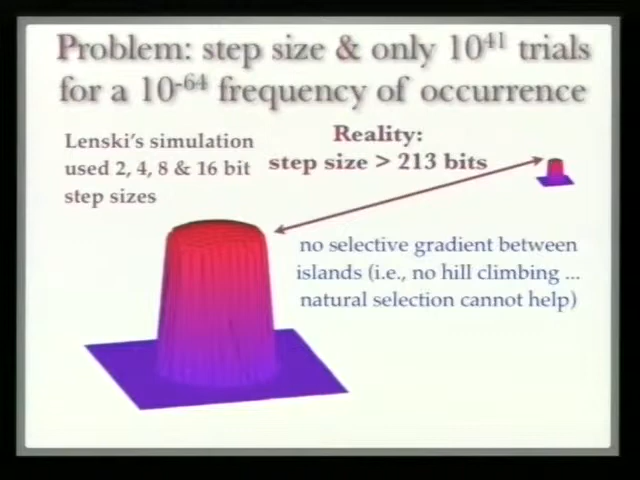 Problem: step size & only 10⁴¹ trials
for a 10⁻⁶⁴ frequency of occurrence
Lenski's simulation
used 2, 4, 8 & 16 bit
step sizes
Reality:
step size > 213 bits
no selective gradient between
islands (i.e., no hill climbing ...
natural selection cannot help)